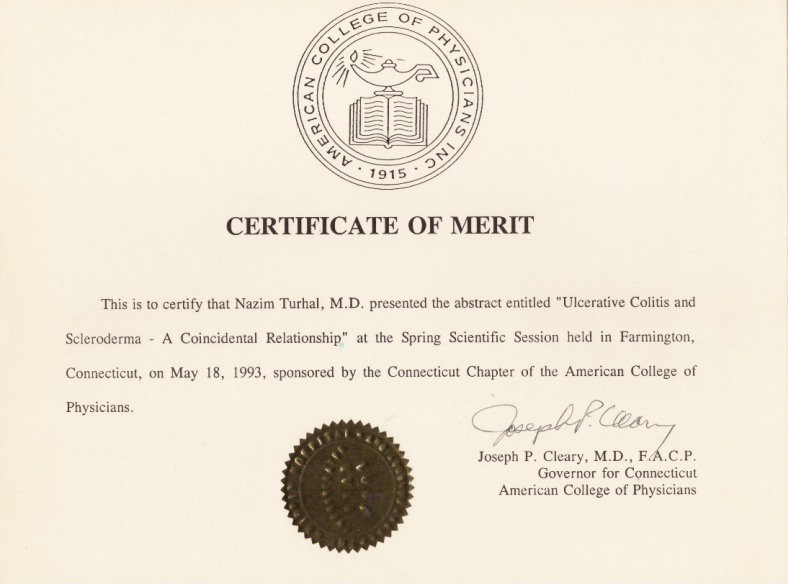 AMERICAN COLLEGE OF PHYSICIANS INC.
· 1915 ·
CERTIFICATE OF MERIT
This is to certify that Nazim Turhal, M.D. presented the abstract entitled "Ulcerative Colitis and
Scleroderma - A Coincidental Relationship" at the Spring Scientific Session held in Farmington,
Connecticut, on May 18, 1993, sponsored by the Connecticut Chapter of the American College of
Physicians.
Joseph P. Cleary
Joseph P. Cleary, M.D., F.A.C.P.
Governor for Connecticut
American College of Physicians